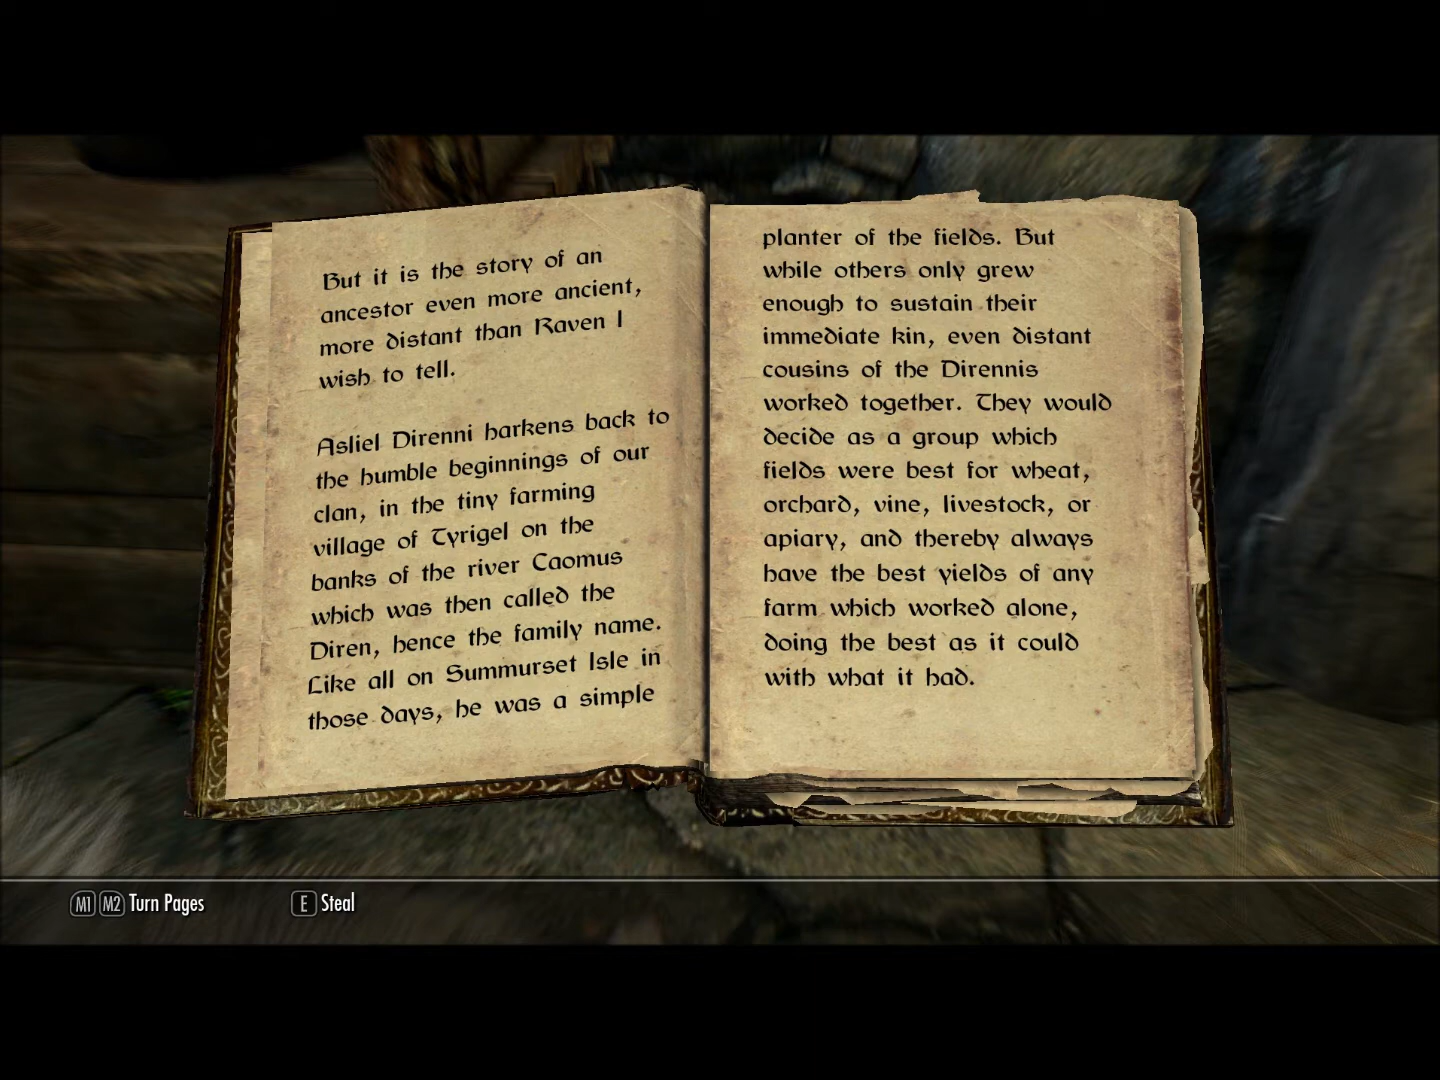 But it is the story of an
ancestor even more ancient,
more distant than Raven I
wish to tell.
Asliel Direnni harkens back to
the humble beginnings of our
clan, in the tiny farming
village of Tyrigel on the
banks of the river Caomus
which was then called the
Diren, hence the family name.
Like all on Summurset Isle in
those days, he was a simple
planter of the fields. But
while others only grew
enough to sustain their
immediate kin, even distant
cousins of the Dirennis
worked together. They would
decide as a group which
fields were best for wheat,
orchard, vine, livestock, or
apiary, and thereby always
have the best yields of any
farm which worked alone,
doing the best as it could
with what it had.
M1 M2 Turn Pages
E Steal